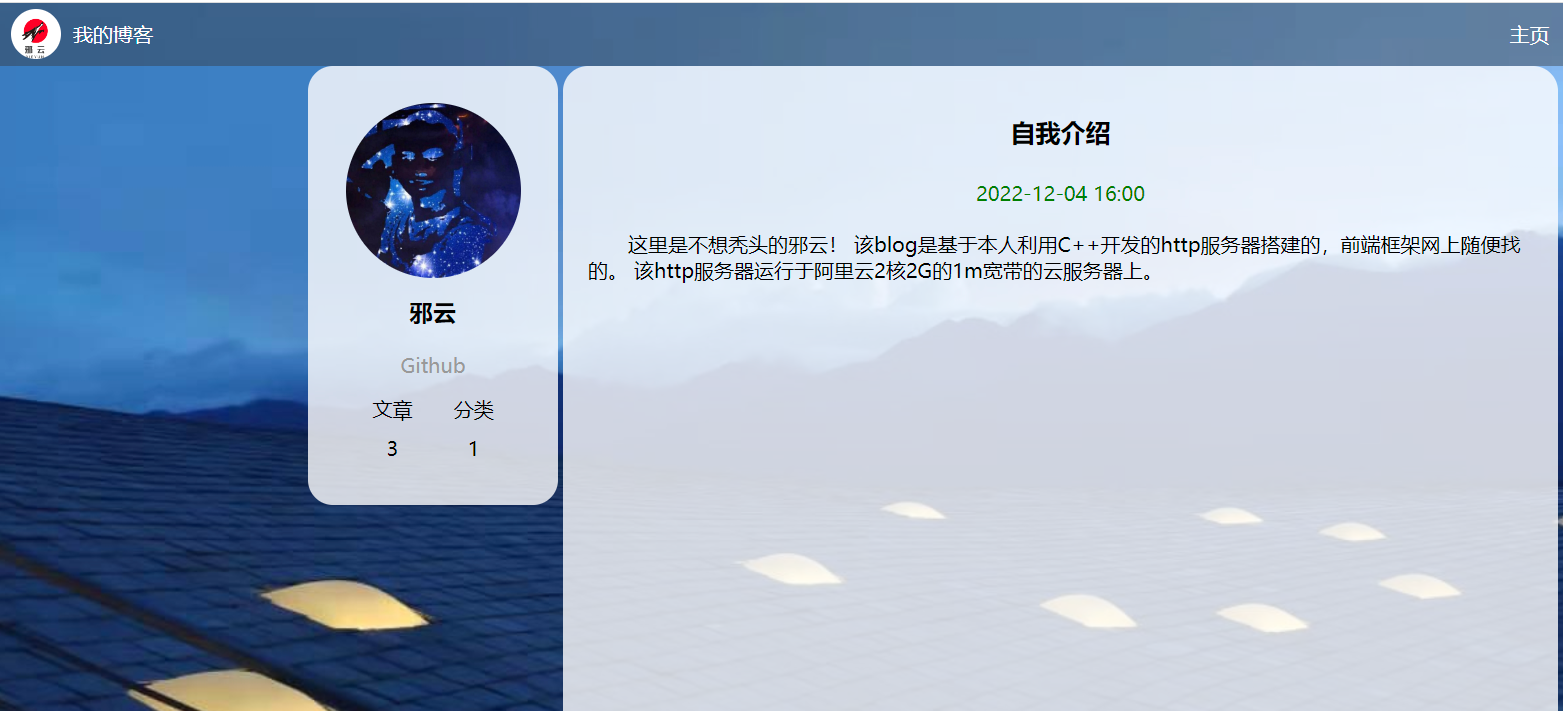 邪云
我的博客
主页
邪云
Github
文章 分类
3 1
自我介绍
2022-12-04 16:00
这里是不想秃头的邪云! 该blog是基于本人利用C++开发的http服务器搭建的,前端框架网上随便找
的。 该http服务器运行于阿里云2核2G的1m宽带的云服务器上。